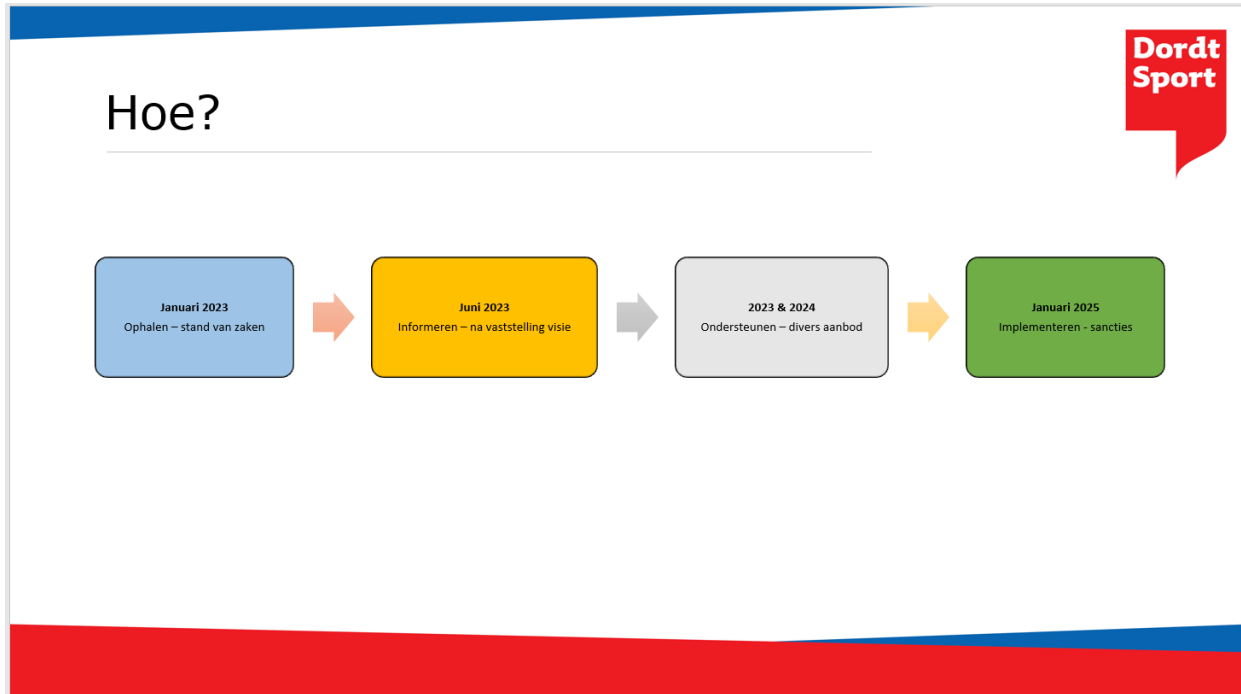 Dordt
Sport
Hoe?
Januari 2023
Ophalen – stand van zaken
Juni 2023
Informeren – na vaststelling visie
2023 & 2024
Ondersteunen – divers aanbod
Januari 2025
Implementeren - sancties